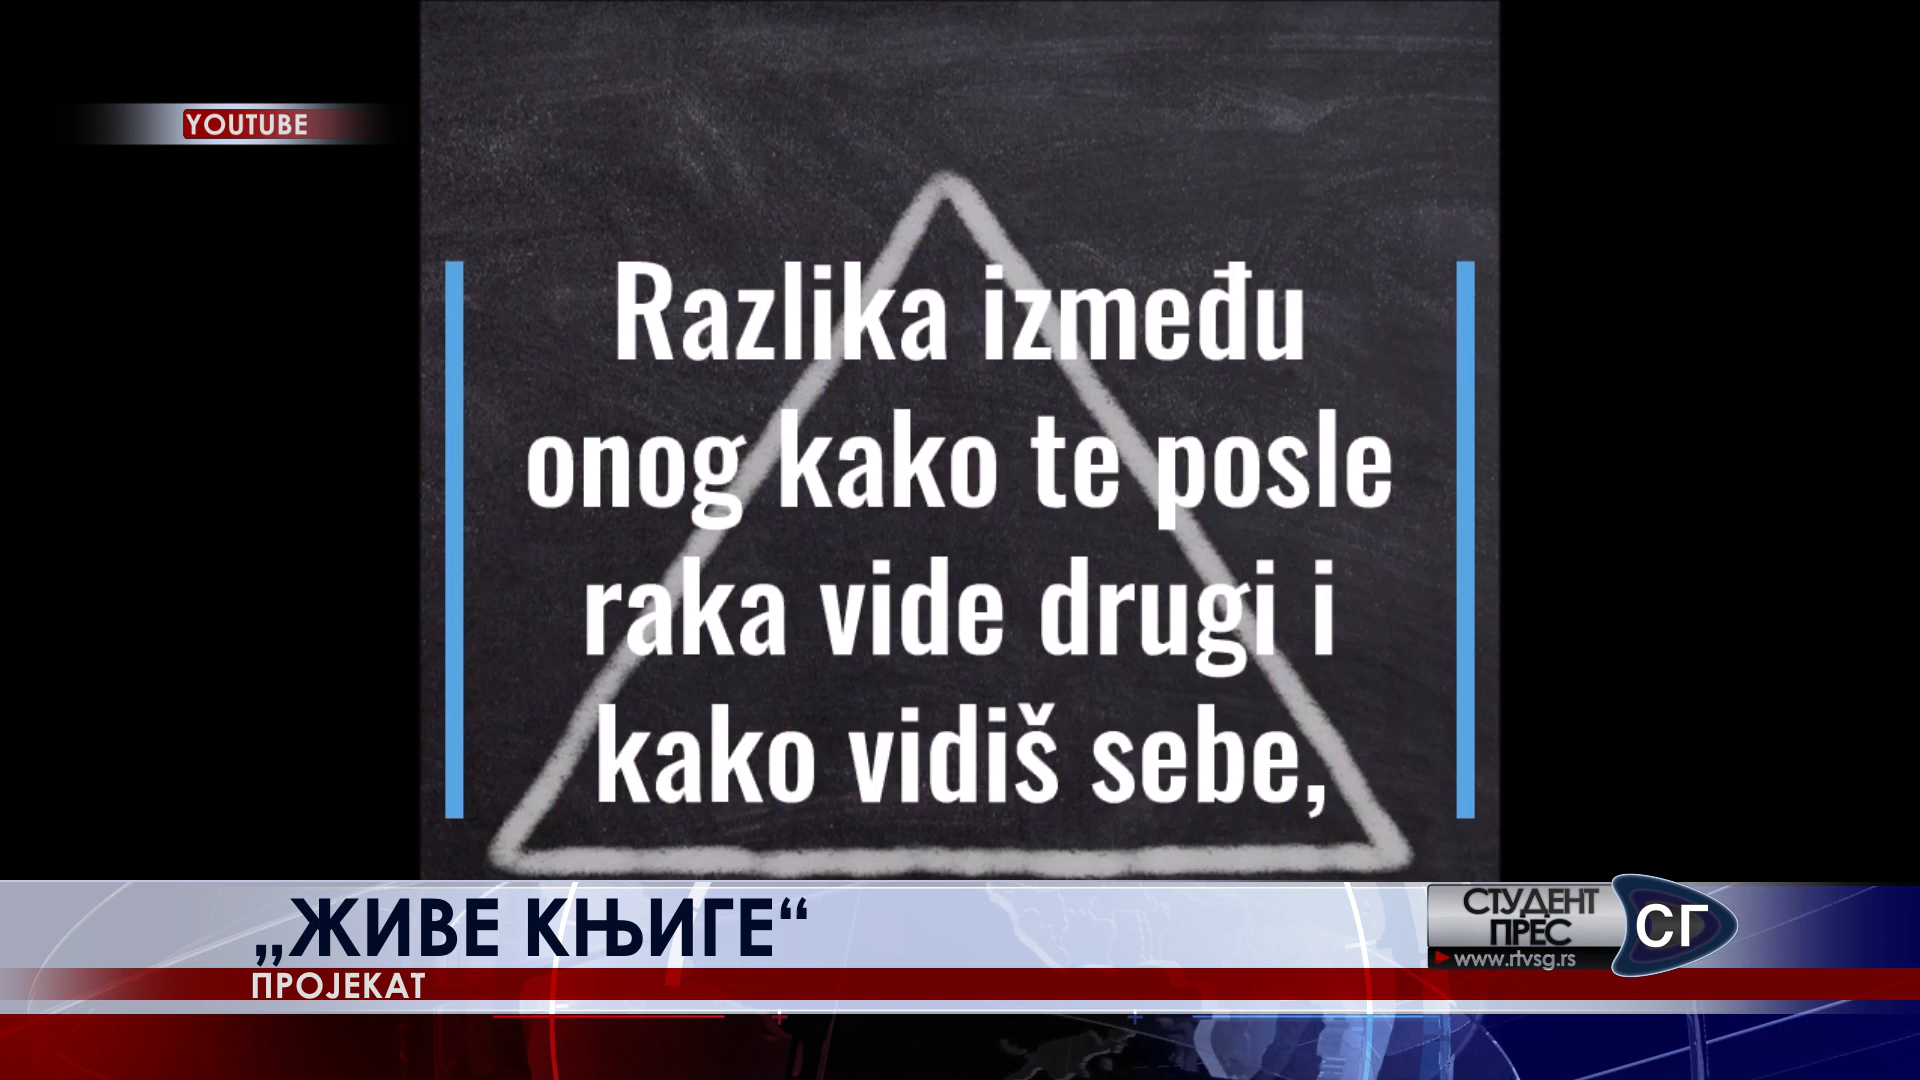 YOUTUBE
Razlika između
onog kako te posle
raka vide drugi i
kako vidiš sebe,
„ЖИВЕ КЊИГЕ“
ПРОЈЕКАТ
СТУДЕНТ
ПРЕС
СГ
www.rtvsg.rs